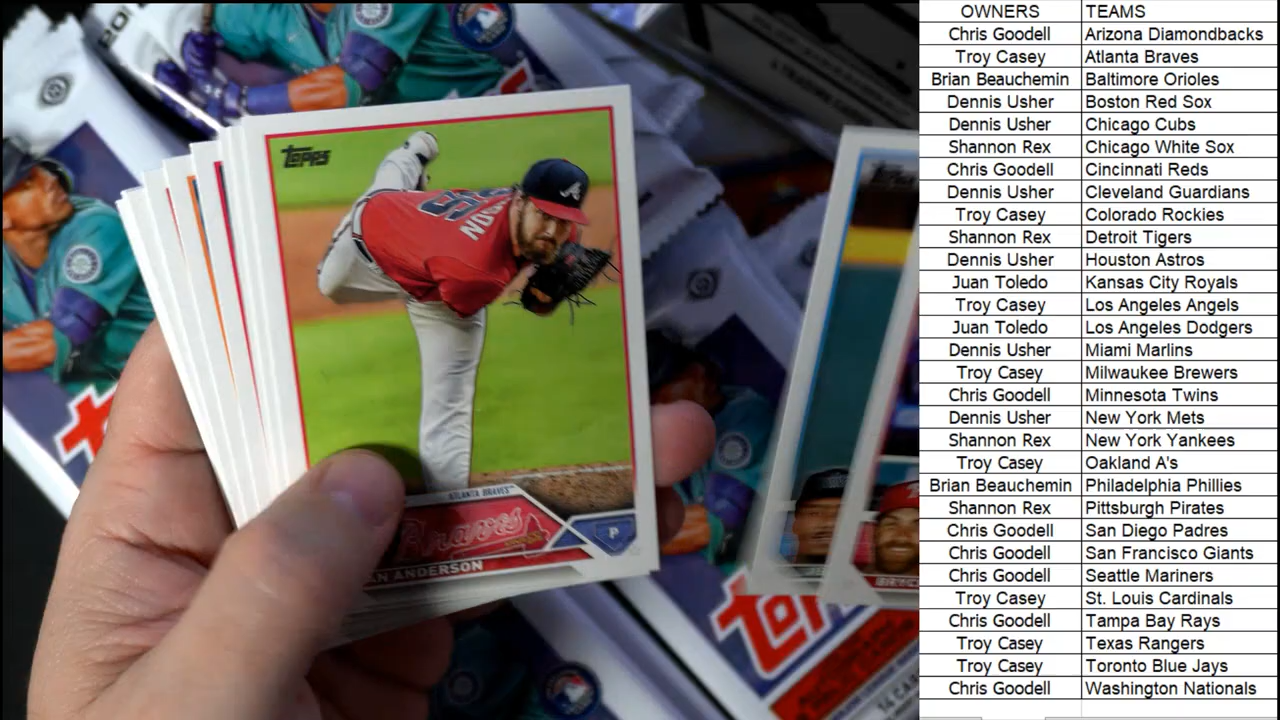 OWNERS TEAMS
Chris Goodell Arizona Diamondbacks
Troy Casey Atlanta Braves
Brian Beauchemin Baltimore Orioles
Dennis Usher Boston Red Sox
Dennis Usher Chicago Cubs
Shannon Rex Chicago White Sox
Chris Goodell Cincinnati Reds
Dennis Usher Cleveland Guardians
Troy Casey Colorado Rockies
Shannon Rex Detroit Tigers
Dennis Usher Houston Astros
Juan Toledo Kansas City Royals
Troy Casey Los Angeles Angels
Juan Toledo Los Angeles Dodgers
Dennis Usher Miami Marlins
Troy Casey Milwaukee Brewers
Chris Goodell Minnesota Twins
Dennis Usher New York Mets
Shannon Rex New York Yankees
Troy Casey Oakland A's
Brian Beauchemin Philadelphia Phillies
Shannon Rex Pittsburgh Pirates
Chris Goodell San Diego Padres
Chris Goodell San Francisco Giants
Chris Goodell Seattle Mariners
Troy Casey St. Louis Cardinals
Chris Goodell Tampa Bay Rays
Troy Casey Texas Rangers
Troy Casey Toronto Blue Jays
Chris Goodell Washington Nationals
Topps
ATLANTA BRAVES™
Braves
P
AN ANDERSON